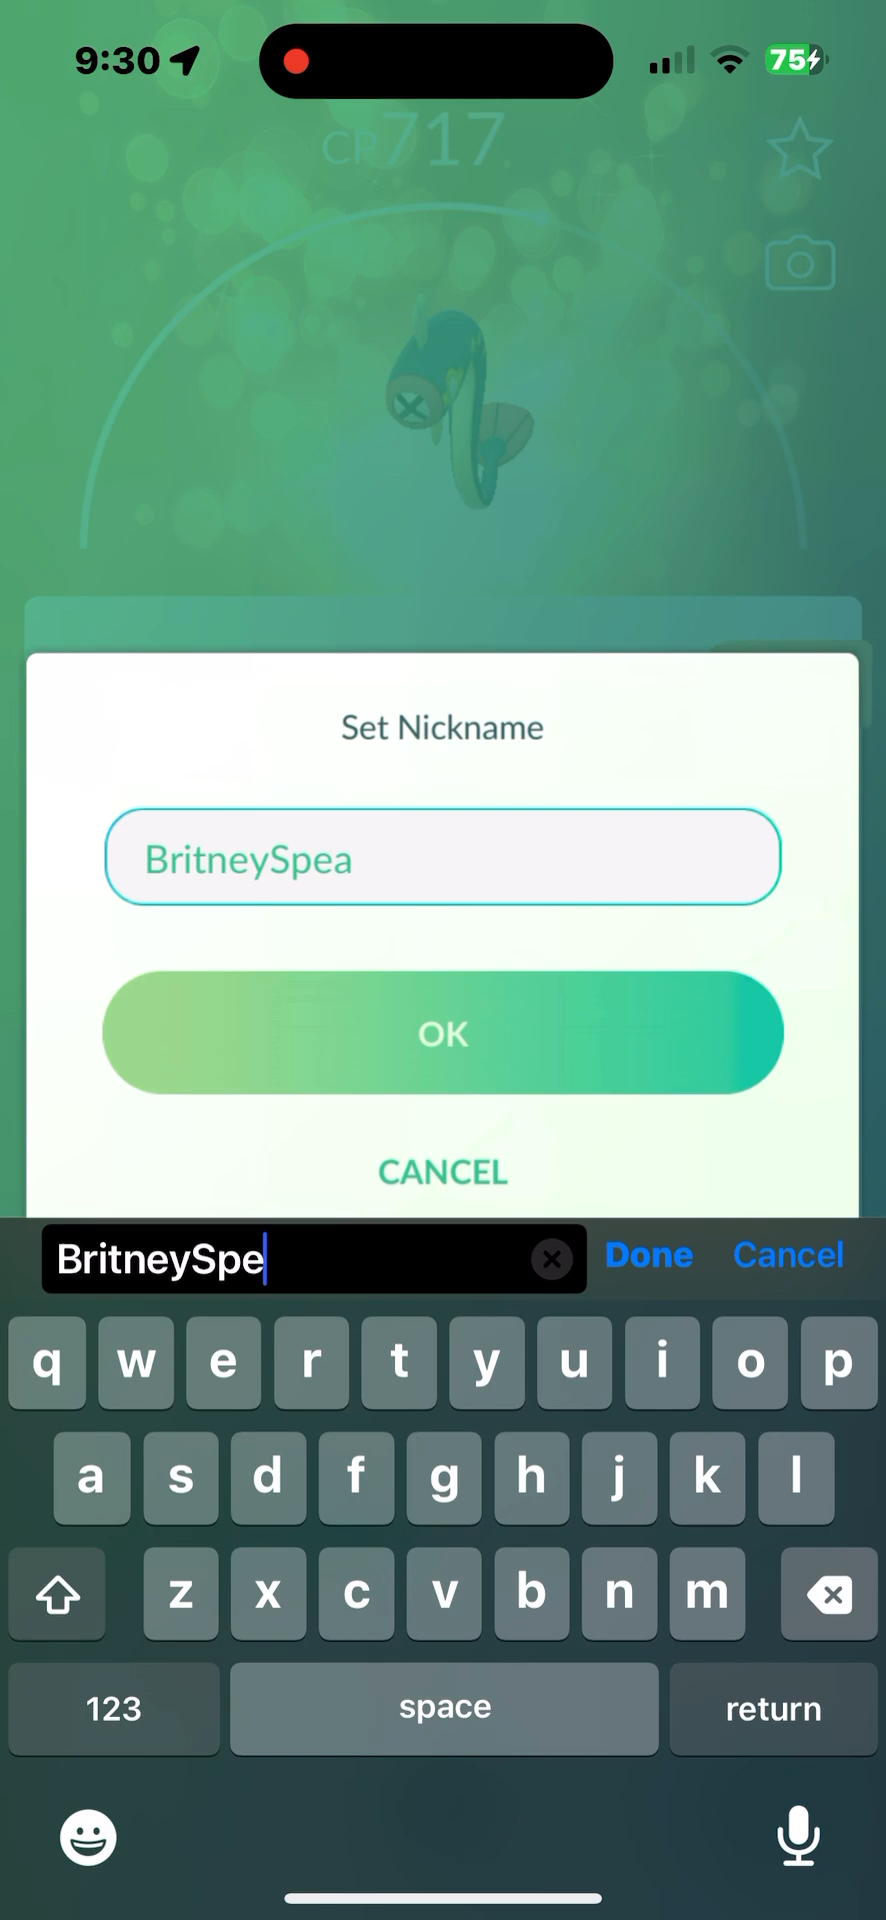 9:30
75
CP717
Set Nickname
BritneySpea
OK
CANCEL
BritneySpe
Done
Cancel
q w e r t y u i o p
a s d f g h j k l
z x c v b n m
123
space
return